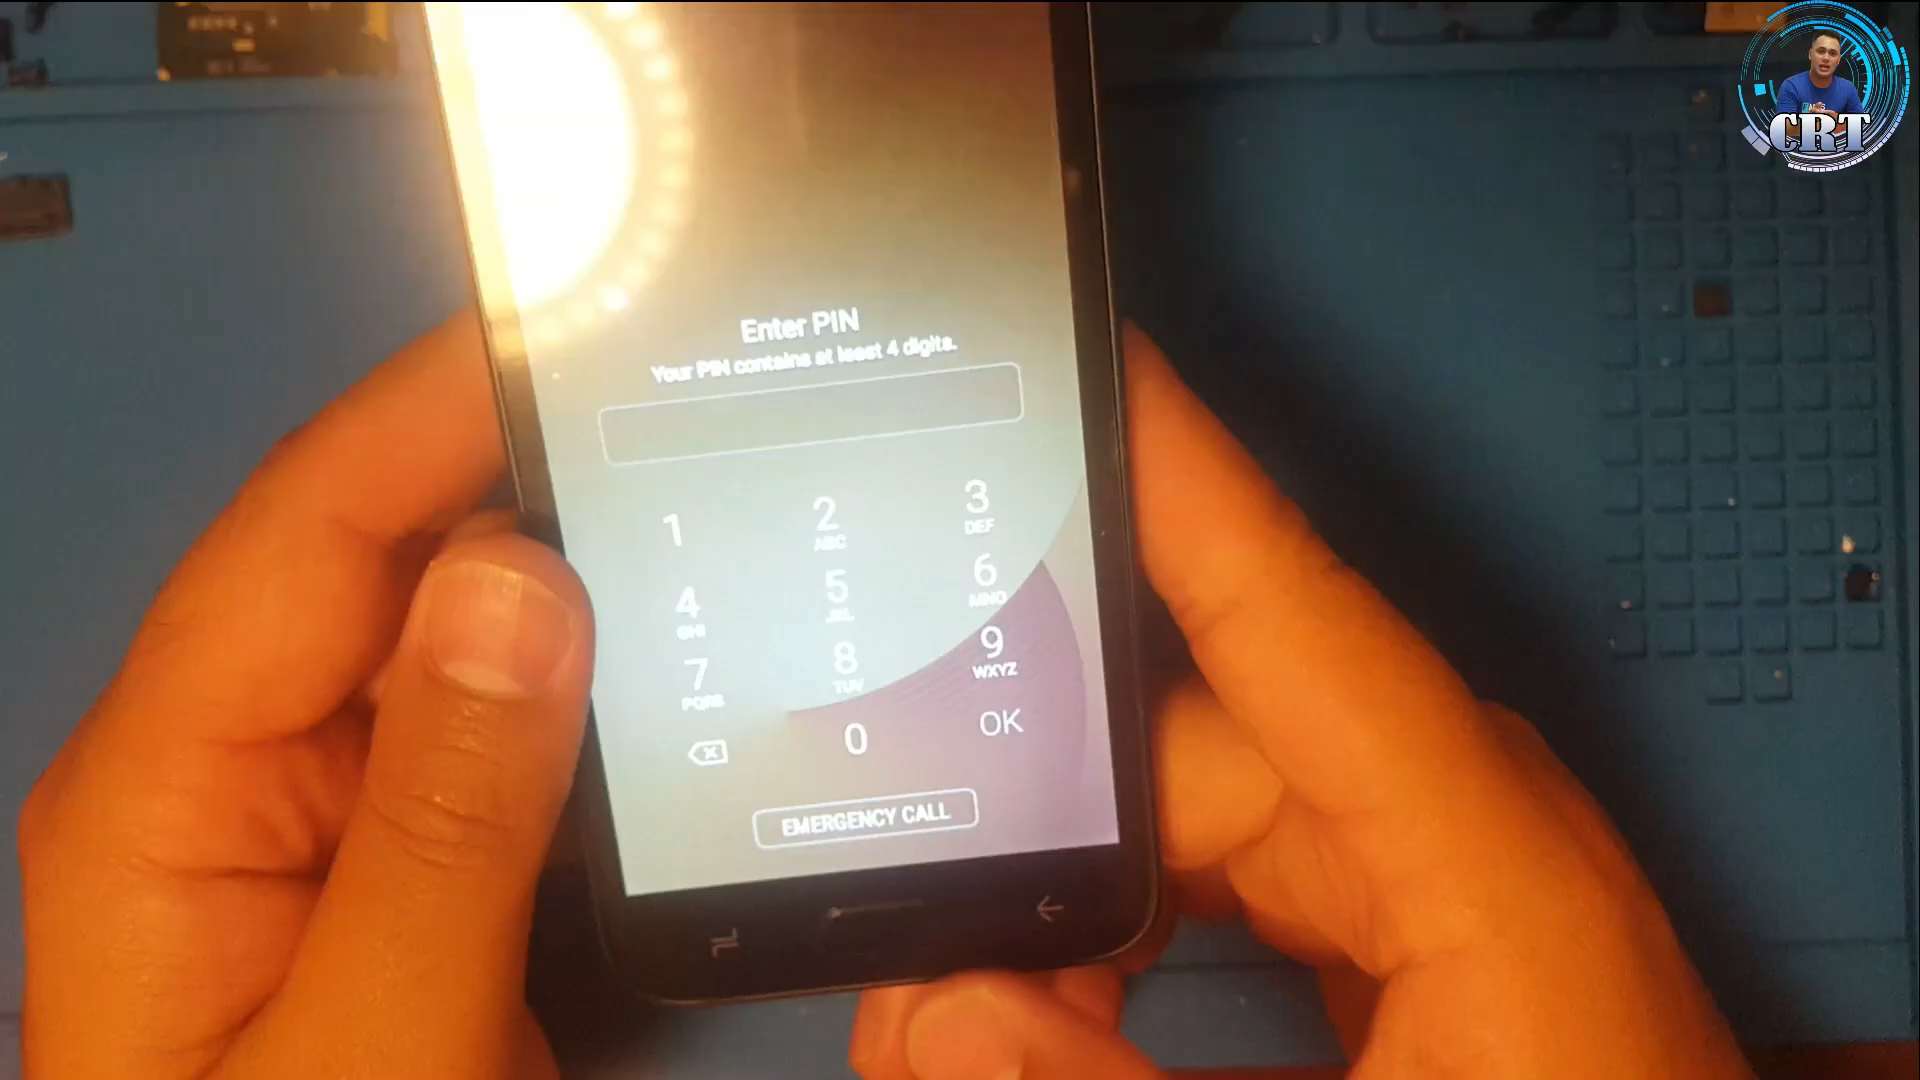 CRT
Enter PIN
Your PIN contains at least 4 digits.
1
2
ABC
3
DEF
4
GHI
5
JKL
6
MNO
7
PQRS
8
TUV
9
WXYZ
0
OK
EMERGENCY CALL